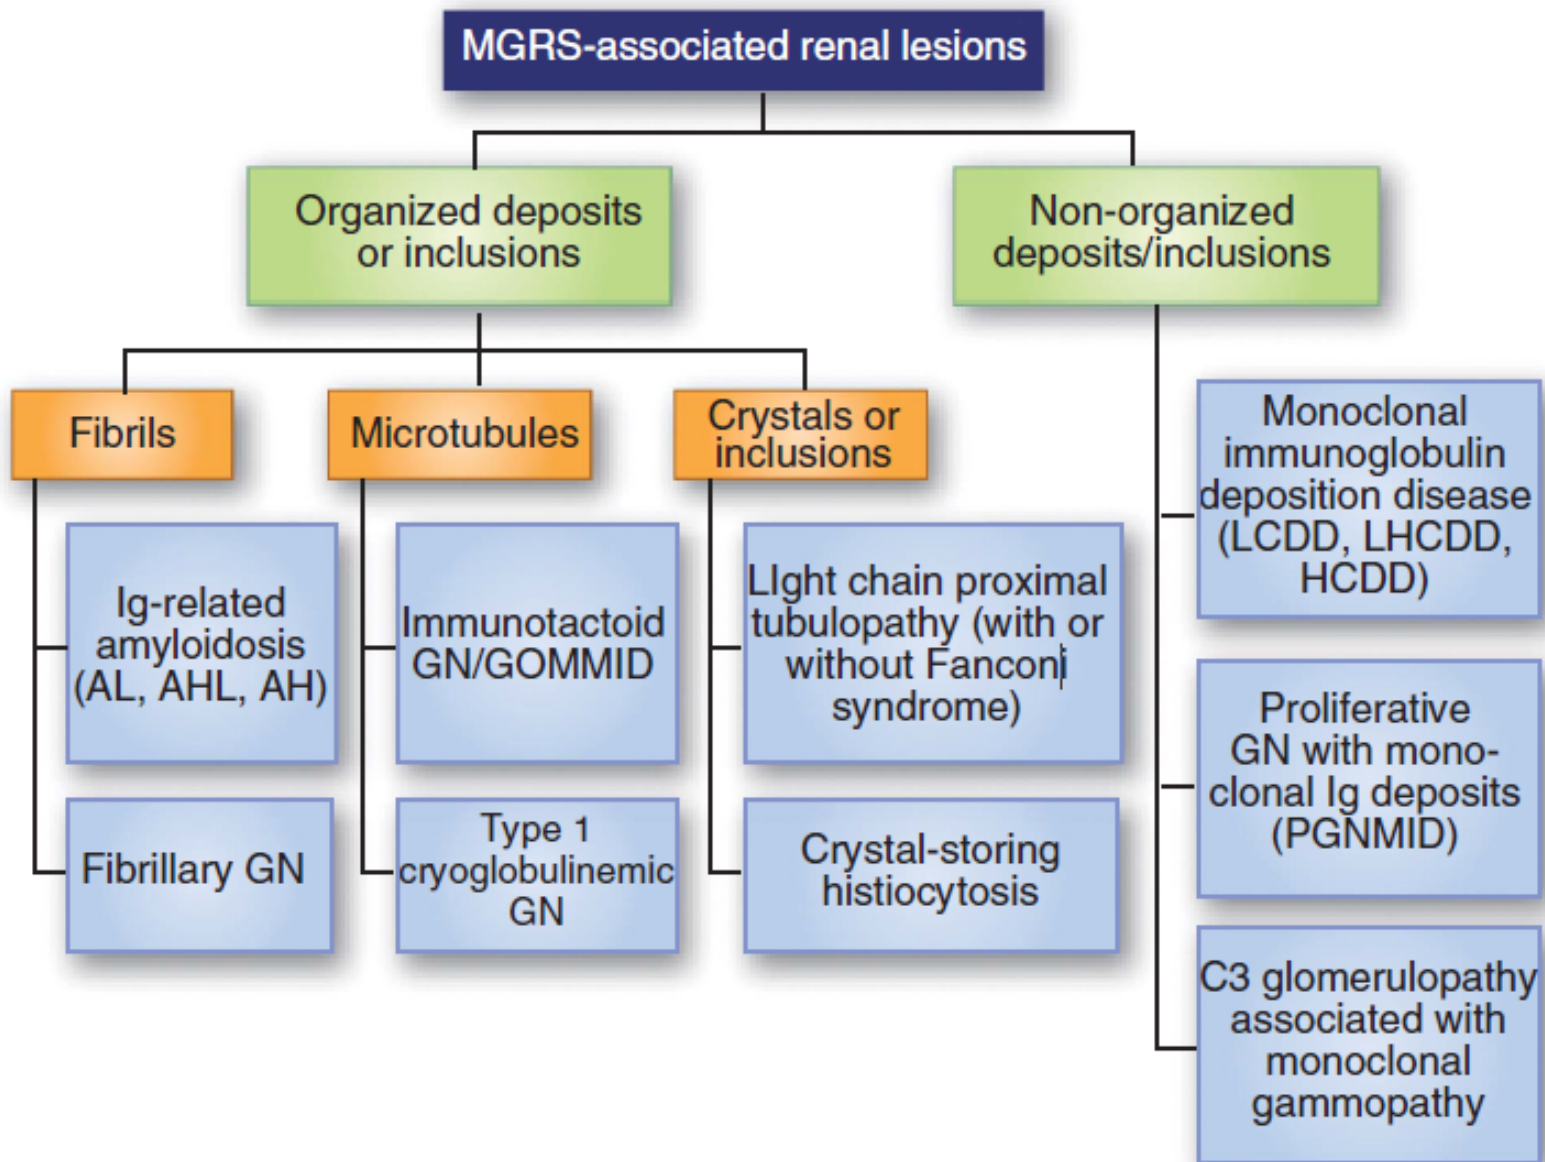 MGRS-associated renal lesions
Organized deposits
or inclusions
Non-organized
deposits/inclusions
Fibrils
Microtubules
Crystals or
inclusions
Ig-related
amyloidosis
(AL, AHL, AH)
Fibrillary GN
Immunotactoid
GN/GOMMID
Type 1
cryoglobulinemic
GN
LIght chain proximal
tubulopathy (with or
without Fanconi
syndrome)
Crystal-storing
histiocytosis
Monoclonal
immunoglobulin
deposition disease
(LCDD, LHCDD,
HCDD)
Proliferative
GN with mono-
clonal Ig deposits
(PGNMID)
C3 glomerulopathy
associated with
monoclonal
gammopathy